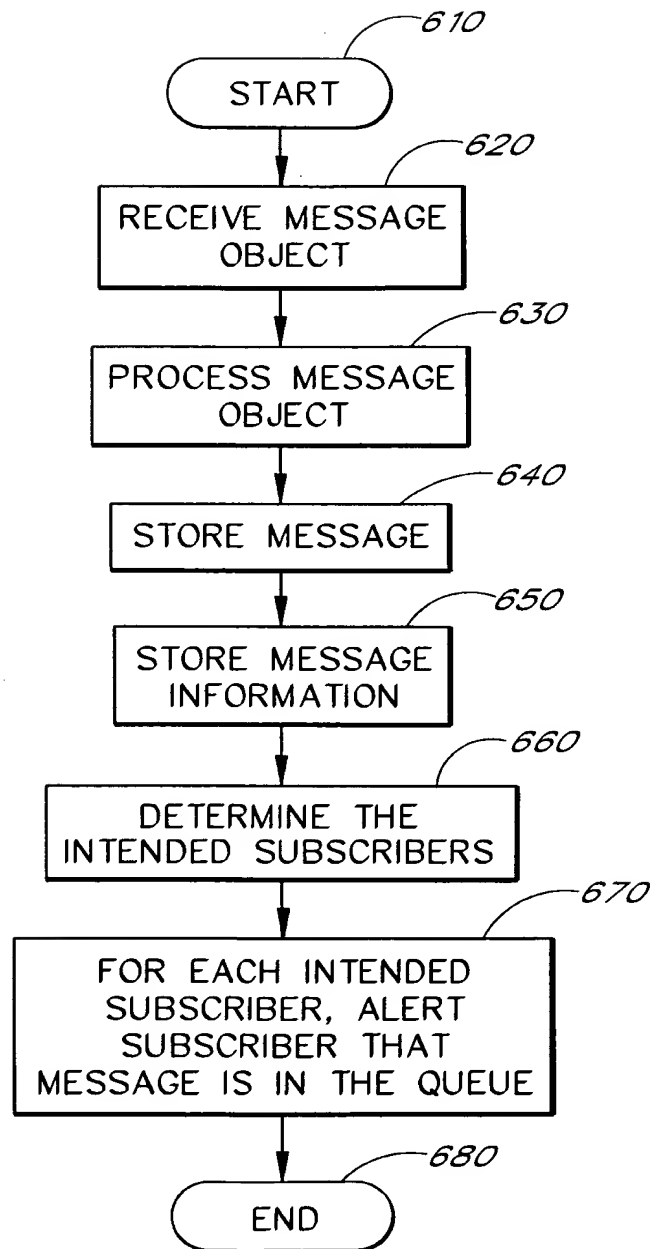 610
START
620
RECEIVE MESSAGE
OBJECT
630
PROCESS MESSAGE
OBJECT
640
STORE MESSAGE
650
STORE MESSAGE
INFORMATION
660
DETERMINE THE
INTENDED SUBSCRIBERS
670
FOR EACH INTENDED
SUBSCRIBER, ALERT
SUBSCRIBER THAT
MESSAGE IS IN THE QUEUE
680
END